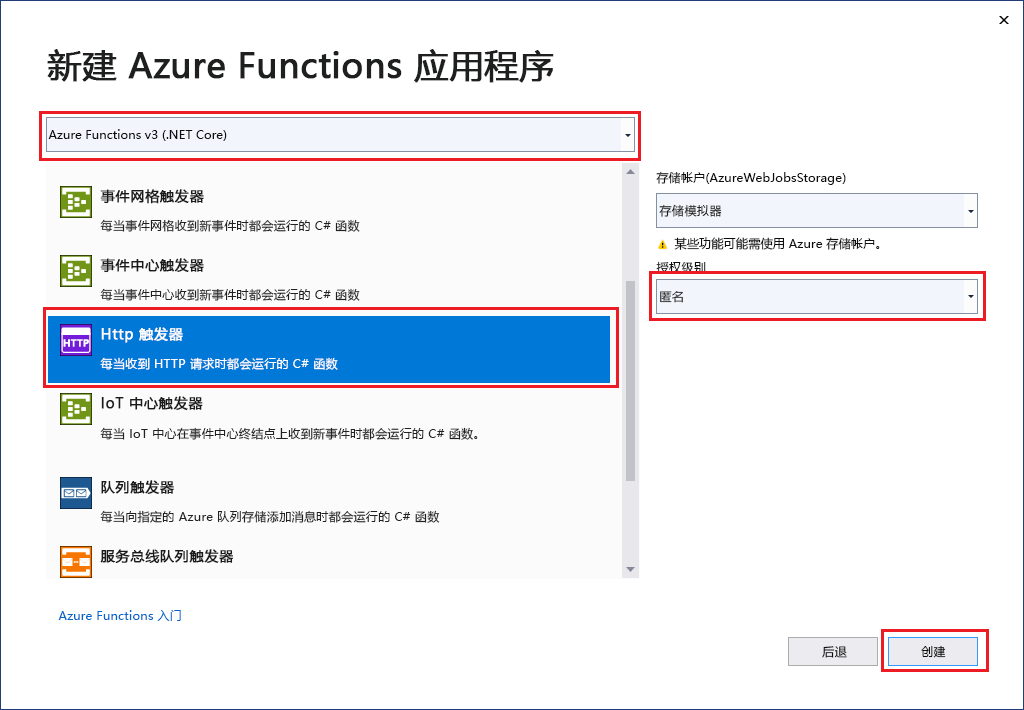 新建 Azure Functions 应用程序
Azure Functions v3 (.NET Core)
事件网格触发器
每当事件网格收到新事件时都会运行的 C# 函数
事件中心触发器
每当事件中心收到新事件时都会运行的 C# 函数
HTTP
Http 触发器
每当收到 HTTP 请求时都会运行的 C# 函数
IoT 中心触发器
每当 IoT 中心在事件中心终结点上收到新事件时都会运行的 C# 函数。
队列触发器
每当向指定的 Azure 队列存储添加消息时都会运行的 C# 函数
服务总线队列触发器
存储帐户(AzureWebJobsStorage)
存储模拟器
某些功能可能需使用 Azure 存储帐户。
授权级别
匿名
Azure Functions 入门
后退
创建